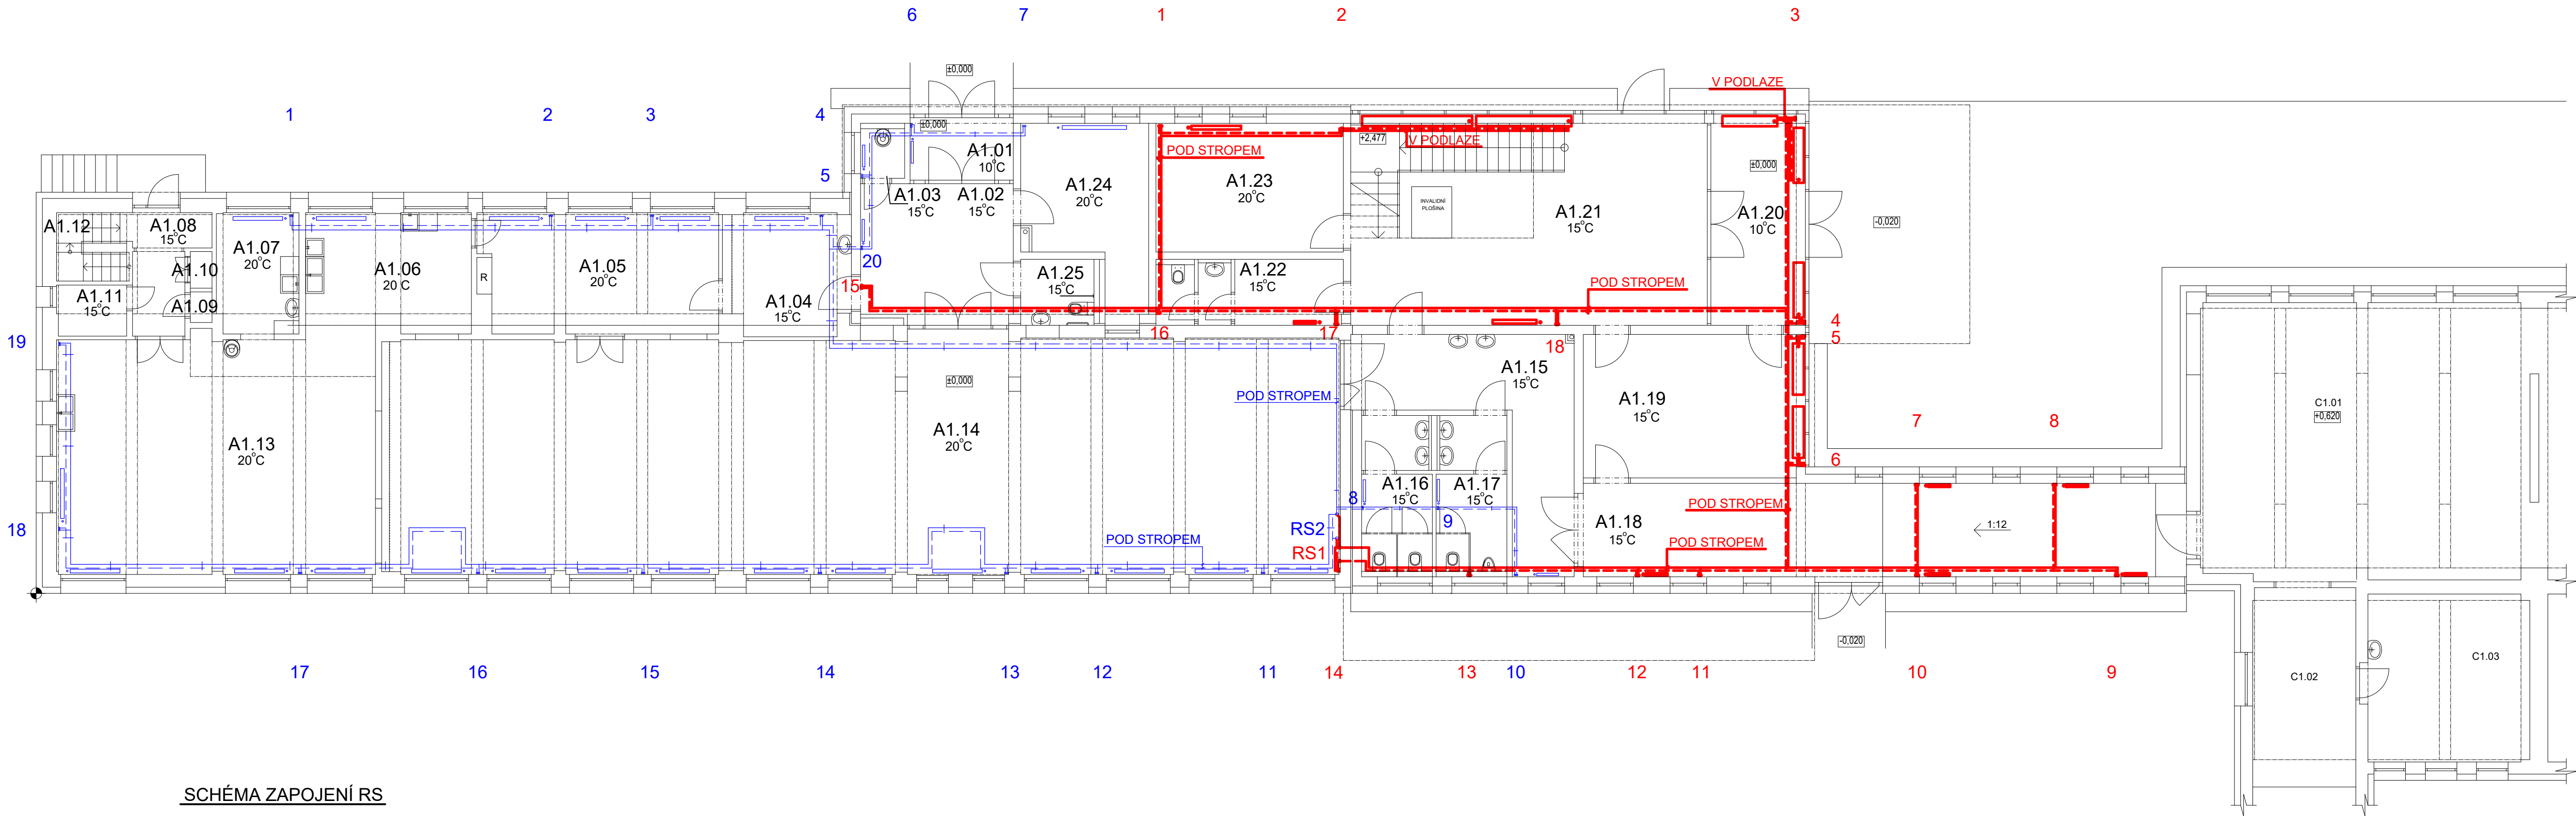 6 7 1 2 3
±0,000
V PODLAZE
1 2 3 4
±0,000
+2,477
V PODLAZE
A1.01
10°C
POD STROPEM
±0,000
5
A1.24
20°C
A1.23
20°C
A1.03
15°C
A1.02
15°C
INVALIDNÍ
PLOŠINA
A1.21
15°C
A1.20
10°C
-0,020
A1.12
A1.08
15°C
A1.07
20°C
A1.06
20°C
R
A1.05
20°C
20
A1.10
A1.25
15°C
A1.22
15°C
POD STROPEM
15
A1.11
15°C
A1.09
A1.04
15°C
16 17
4
5
18
19
±0,000
A1.15
15°C
POD STROPEM
A1.19
15°C
C1.01
+0,620
7 8
A1.13
20°C
A1.14
20°C
6
A1.16
15°C
A1.17
15°C
8
9
POD STROPEM
18
RS2
A1.18
15°C
1:12
POD STROPEM
RS1
POD STROPEM
-0,020
C1.03
17 16 15 14 13 12 11 14 13 10 12 11 10 9
C1.02
SCHÉMA ZAPOJENÍ RS